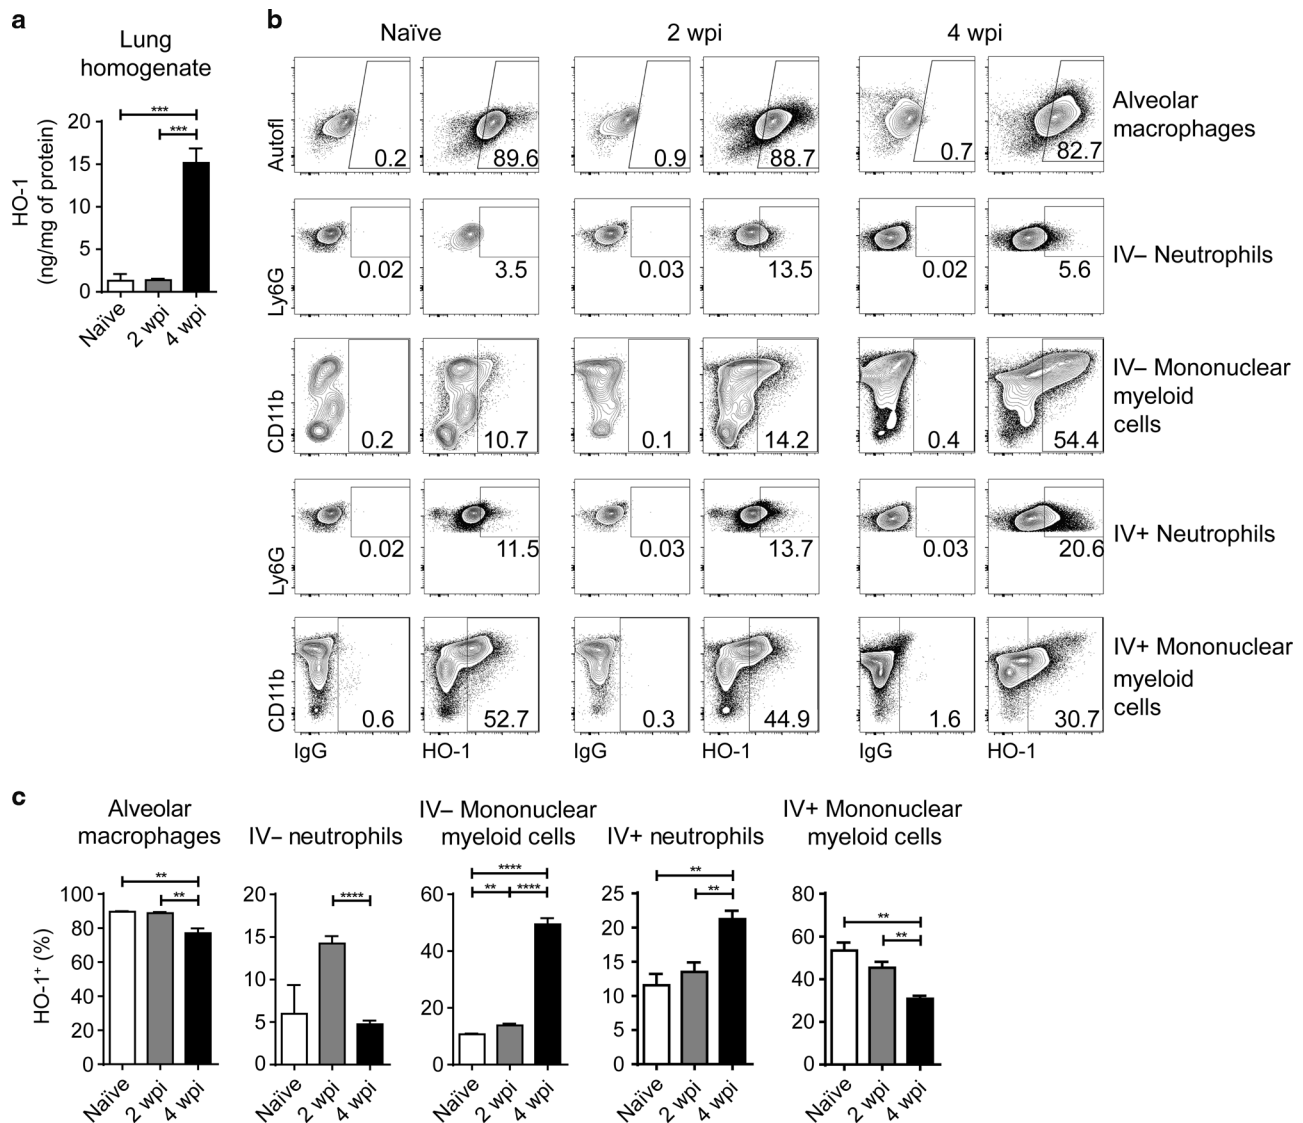 a
Lung
homogenate
HO-1
(ng/mg of protein)
***
***
20
15
10
5
0
Naïve
2 wpi
4 wpi
b
Naïve
2 wpi
4 wpi
Autofl
0.2
89.6
0.9
88.7
0.7
82.7
Alveolar
macrophages
Ly6G
0.02
3.5
0.03
13.5
0.02
5.6
IV– Neutrophils
CD11b
0.2
10.7
0.1
14.2
0.4
54.4
IV– Mononuclear
myeloid
cells
Ly6G
0.02
11.5
0.03
13.7
0.03
20.6
IV+ Neutrophils
CD11b
0.6
52.7
0.3
44.9
1.6
30.7
IV+ Mononuclear
myeloid
cells
IgG
HO-1
IgG
HO-1
IgG
HO-1
c
HO-1+ (%)
Alveolar
macrophages
**
**
100
80
60
40
20
0
Naïve
2 wpi
4 wpi
IV– neutrophils
****
20
15
10
5
0
Naïve
2 wpi
4 wpi
IV– Mononuclear
myeloid cells
****
**
****
60
40
20
0
Naïve
2 wpi
4 wpi
IV+ neutrophils
**
**
25
20
15
10
5
0
Naïve
2 wpi
4 wpi
IV+ Mononuclear
myeloid cells
**
**
80
60
40
20
0
Naïve
2 wpi
4 wpi